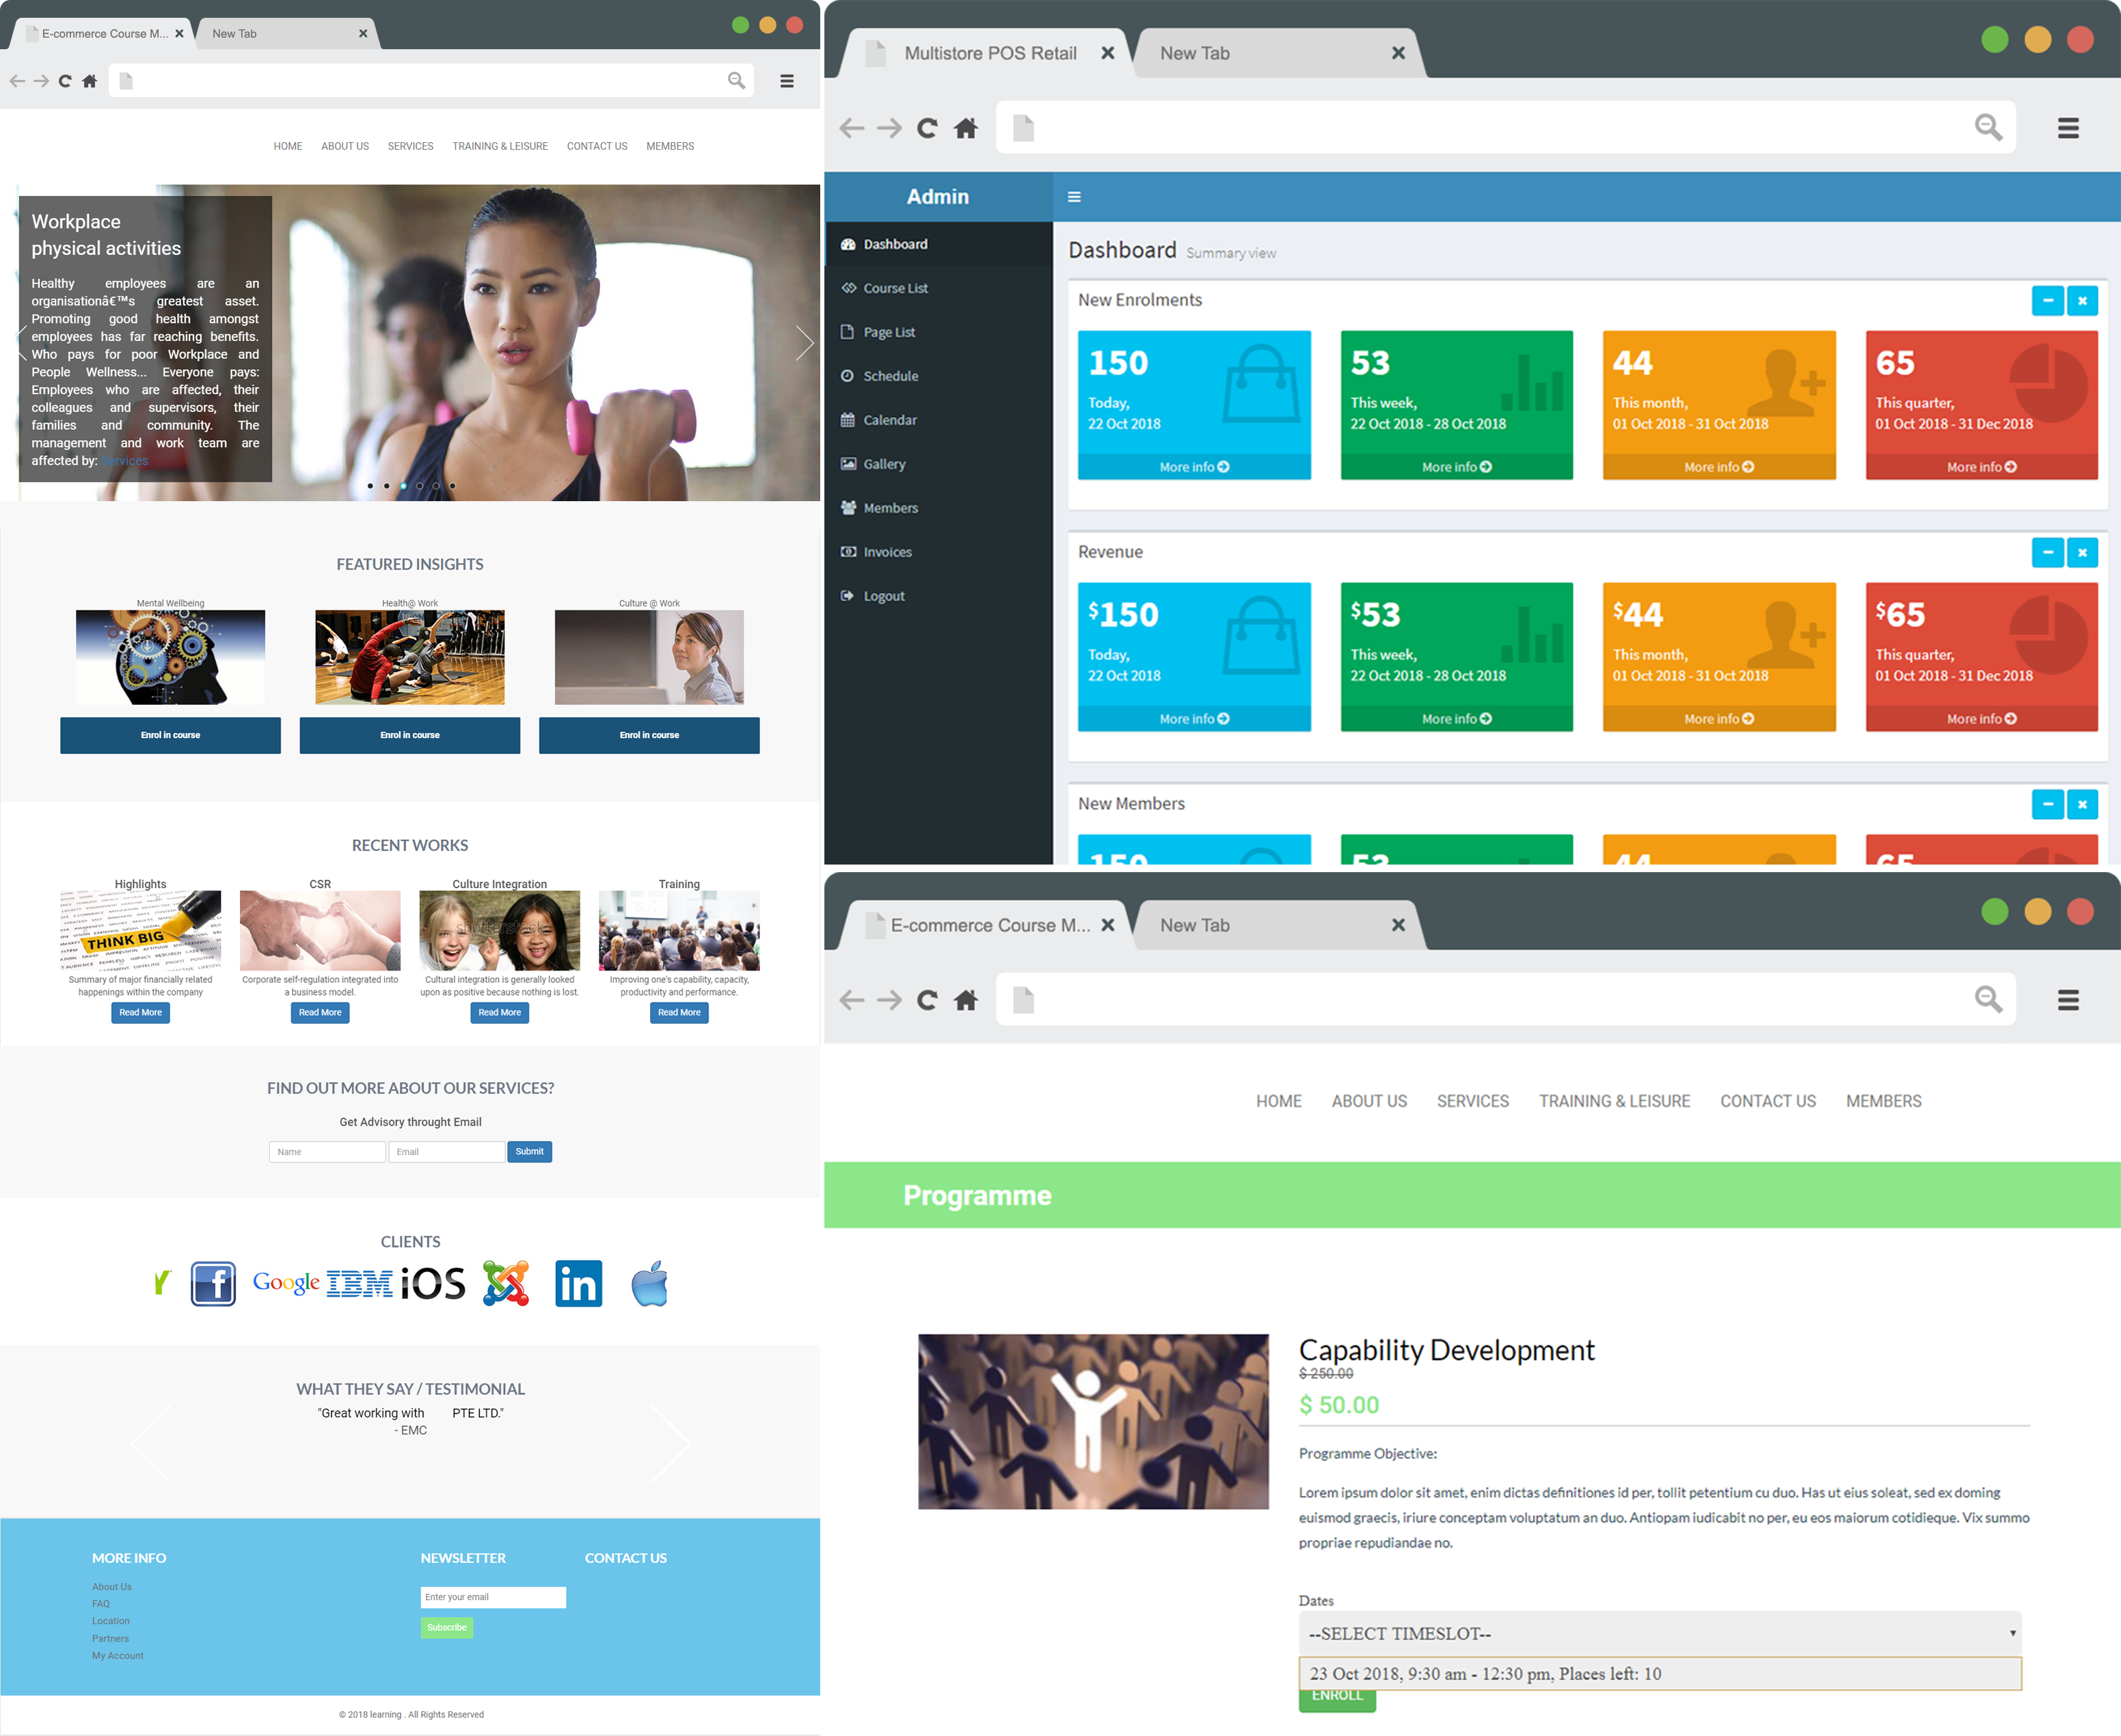 E-commerce Course M...
New Tab
HOME ABOUT US SERVICES TRAINING & LEISURE CONTACT US MEMBERS
Workplace
physical activities
Healthy employees are an
organisationâ€™s greatest asset.
Promoting good health amongst
employees has far reaching benefits.
Who pays for poor Workplace and
People Wellness... Everyone pays:
Employees who are affected, their
colleagues and supervisors, their
families and community. The
management and work team are
affected by: Services
FEATURED INSIGHTS
Mental Wellbeing
Health@ Work
Culture @ Work
Enrol in course
Enrol in course
Enrol in course
RECENT WORKS
Highlights
CSR
Culture Integration
Training
THINK BIG
Summary of major financially related
happenings within the company
Corporate self-regulation integrated into
a business model.
Cultural integration is generally looked
upon as positive because nothing is lost.
Improving one's capability, capacity,
productivity and performance.
Read More
Read More
Read More
Read More
FIND OUT MORE ABOUT OUR SERVICES?
Get Advisory throught Email
Name
Email
Submit
CLIENTS
Y
f
Google
IBM
iOS
in
WHAT THEY SAY / TESTIMONIAL
"Great working with PTE LTD."
- EMC
MORE INFO
About Us
FAQ
Location
Partners
My Account
NEWSLETTER
Enter your email
Subscribe
CONTACT US
© 2018 learning . All Rights Reserved
Multistore POS Retail
New Tab
Admin
Dashboard
Course List
Page List
Schedule
Calendar
Gallery
Members
Invoices
Logout
Dashboard Summary view
New Enrolments
150
Today,
22 Oct 2018
More info
53
This week,
22 Oct 2018 - 28 Oct 2018
More info
44
This month,
01 Oct 2018 - 31 Oct 2018
More info
65
This quarter,
01 Oct 2018 - 31 Dec 2018
More info
Revenue
$150
Today,
22 Oct 2018
More info
$53
This week,
22 Oct 2018 - 28 Oct 2018
More info
$44
This month,
01 Oct 2018 - 31 Oct 2018
More info
$65
This quarter,
01 Oct 2018 - 31 Dec 2018
More info
New Members
150
53
44
65
E-commerce Course M...
New Tab
HOME ABOUT US SERVICES TRAINING & LEISURE CONTACT US MEMBERS
Programme
Capability Development
$ 250.00
$ 50.00
Programme Objective:
Lorem ipsum dolor sit amet, enim dictas definitiones id per, tollit petentium cu duo. Has ut eius soleat, sed ex doming
euismod graecis, iriure conceptam voluptatum an duo. Antiopam iudicabit no per, eu eos maiorum cotidieque. Vix summo
propriae repudiandae no.
Dates
--SELECT TIMESLOT--
23 Oct 2018, 9:30 am - 12:30 pm, Places left: 10
ENROLL